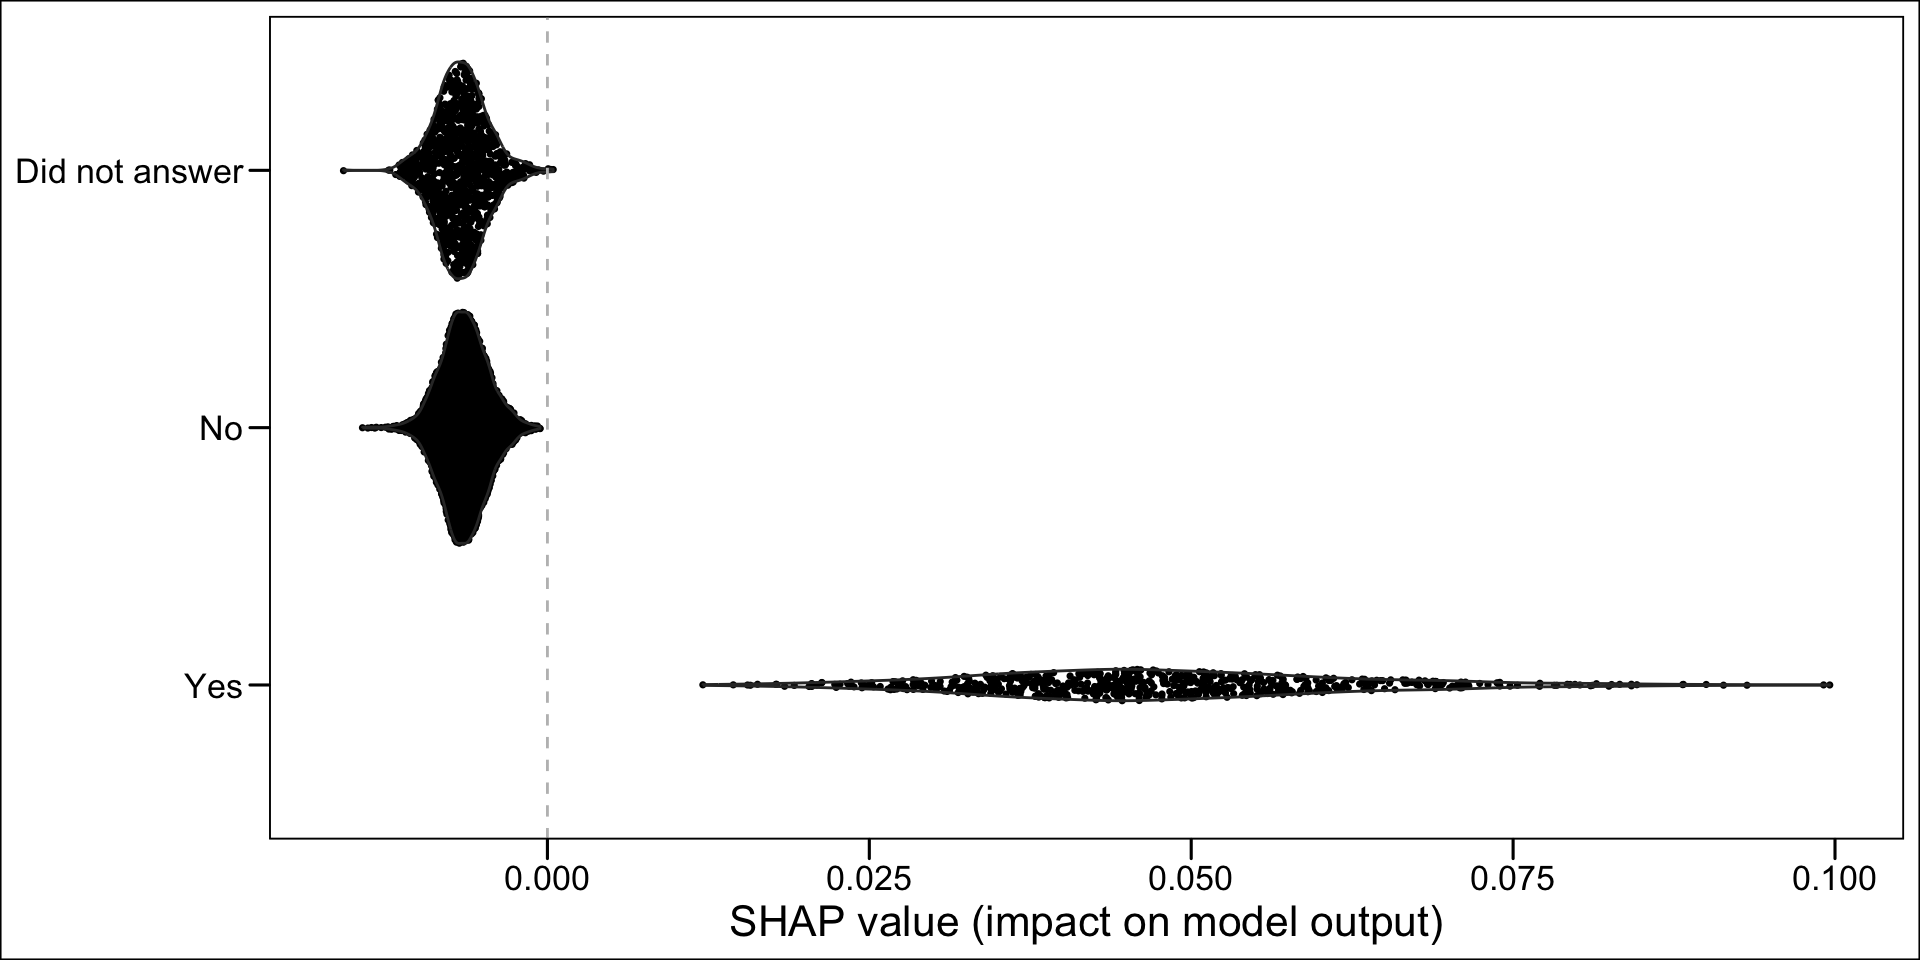 Did not answer
No
Yes
0.000 0.025 0.050 0.075 0.100
SHAP value (impact on model output)